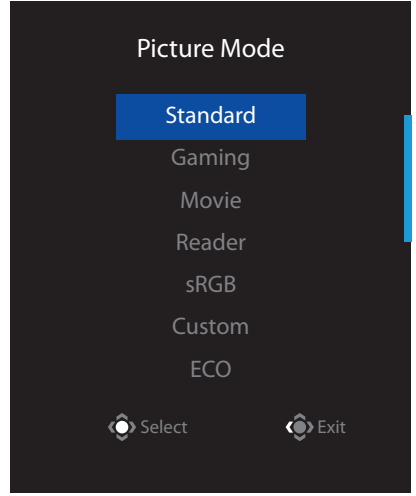 Picture Mode
Standard
Gaming
Movie
Reader
sRGB
Custom
ECO
Select Exit